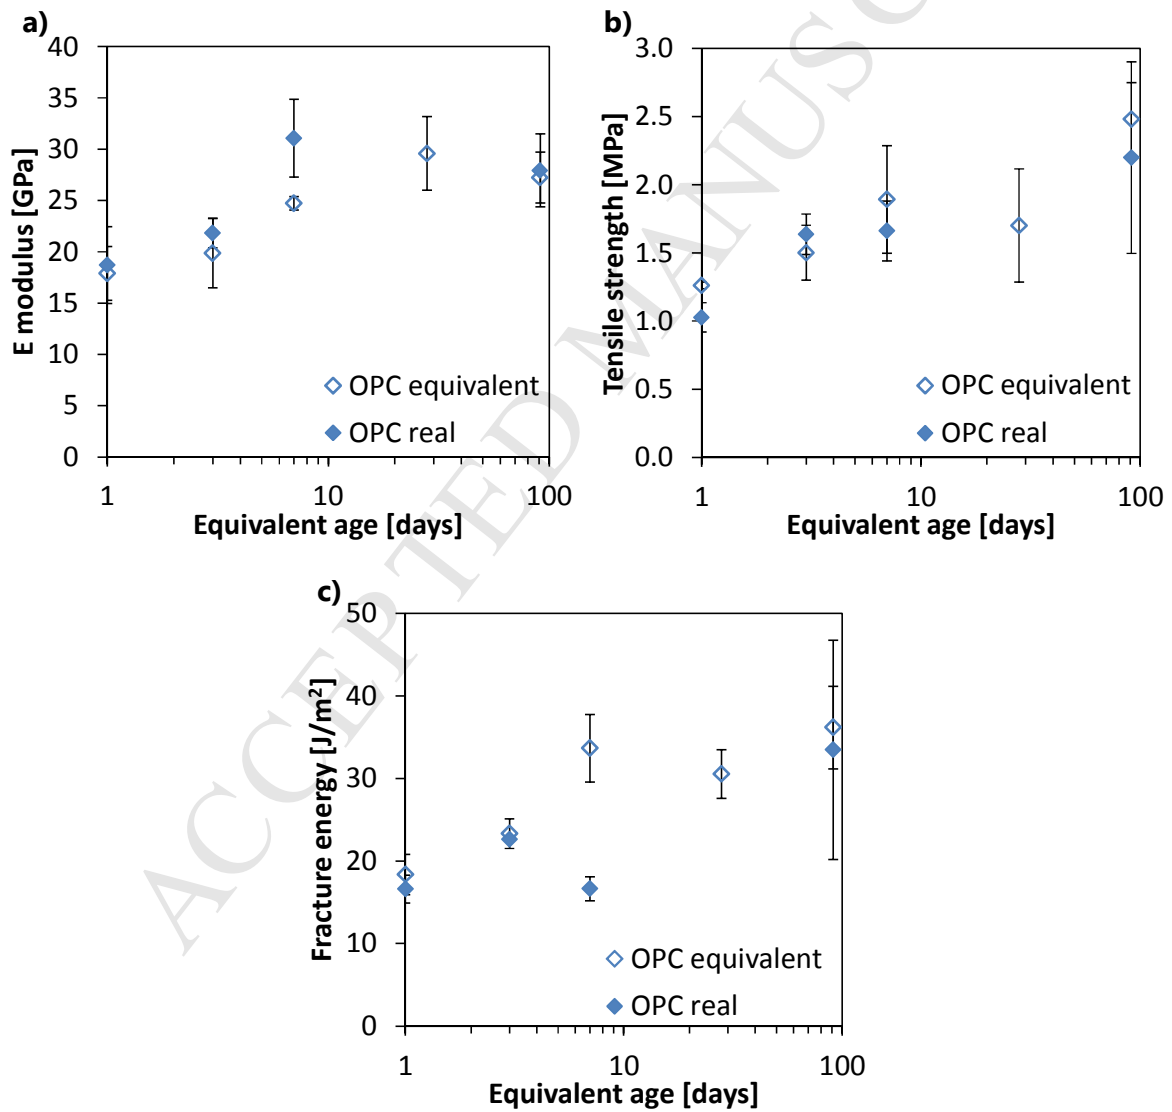 a)
40
35
30
25
20
15
10
5
0
E modulus [GPa]
OPC equivalent
OPC real
1
10
100
Equivalent age [days]
b)
3.0
2.5
2.0
1.5
1.0
0.5
0.0
Tensile strength [MPa]
OPC equivalent
OPC real
1
10
100
Equivalent age [days]
c)
50
40
30
20
10
0
Fracture energy [J/m²]
OPC equivalent
OPC real
1
10
100
Equivalent age [days]
ACCEPTED MANUSC